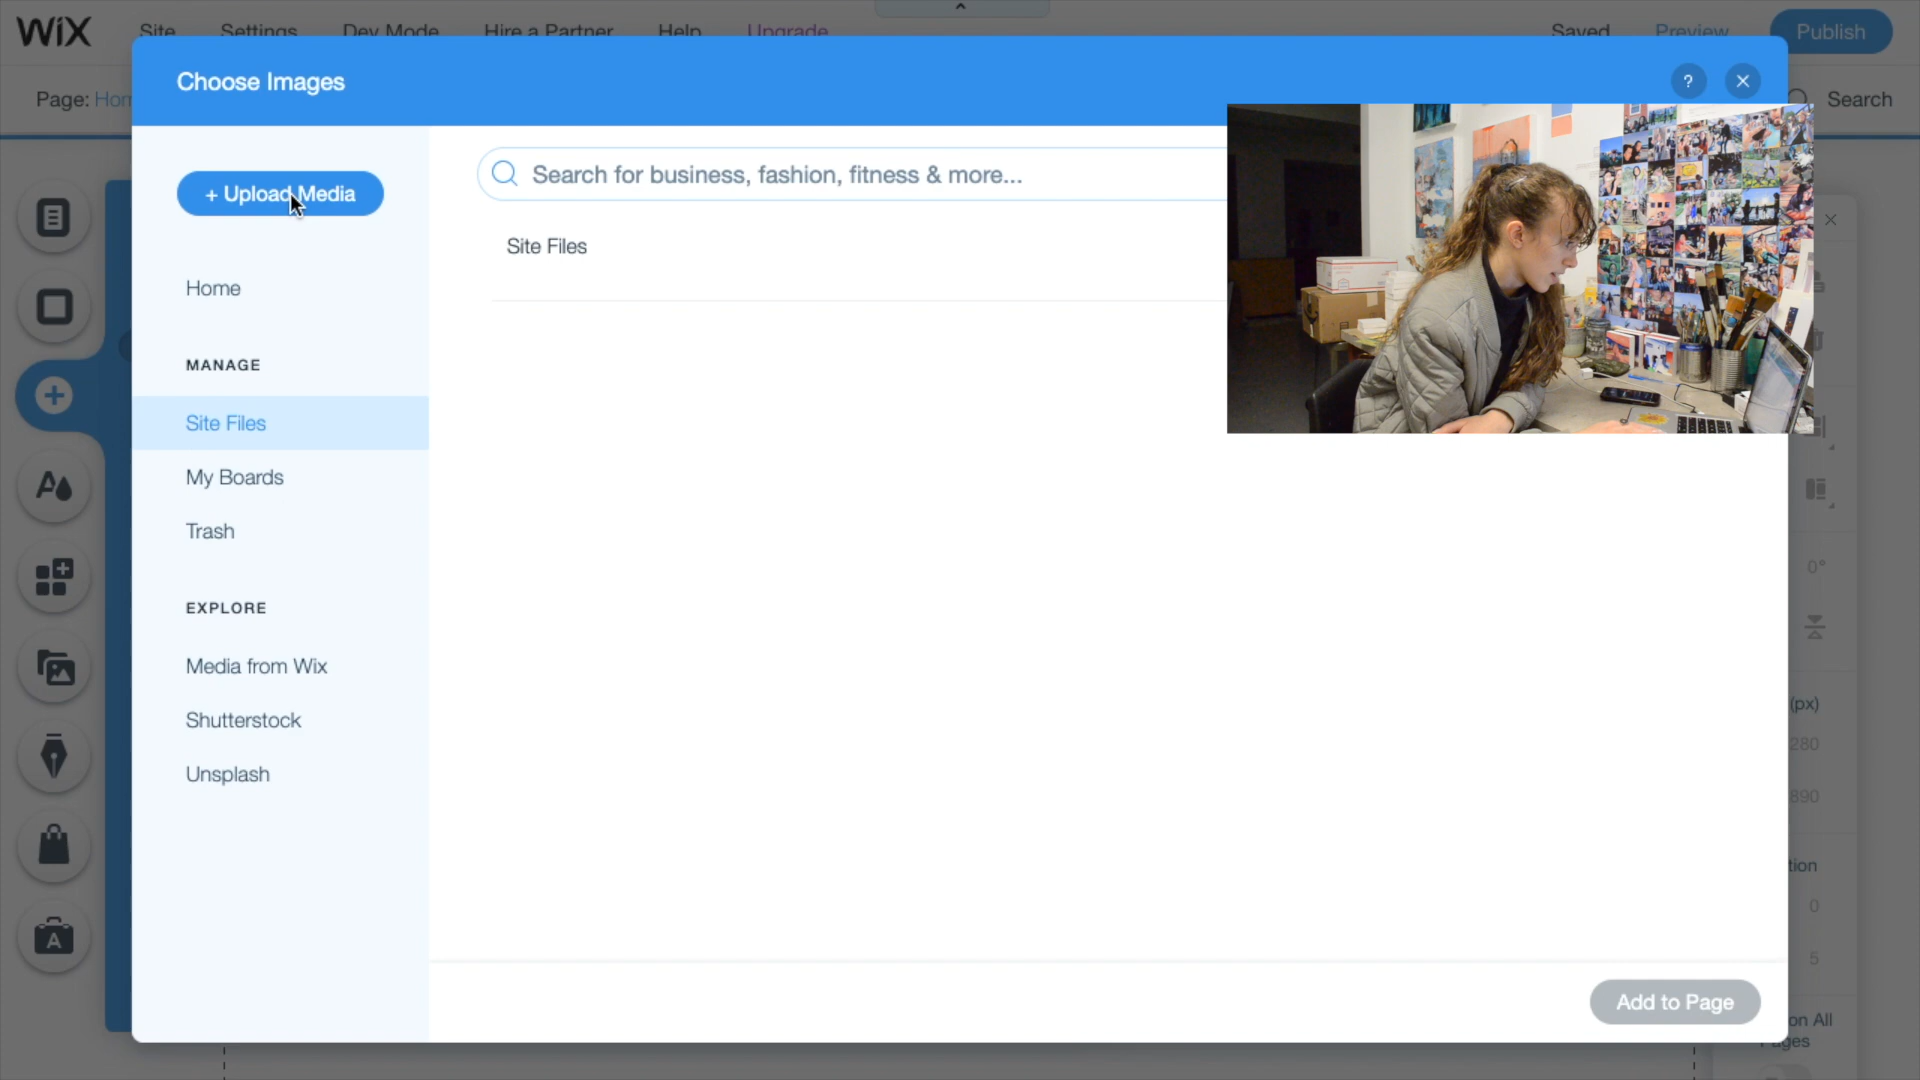 WiX
Site Settings Dev Mode Hire a Partner Help Upgrade
Saved Preview Publish
Page: Hom
Search
Choose Images
?
+ Upload Media
Search for business, fashion, fitness & more...
Site Files
Home
MANAGE
Site Files
My Boards
Trash
EXPLORE
Media from Wix
Shutterstock
Unsplash
Add to Page
0°
(px)
280
890
tion
0
5
on All
Pages